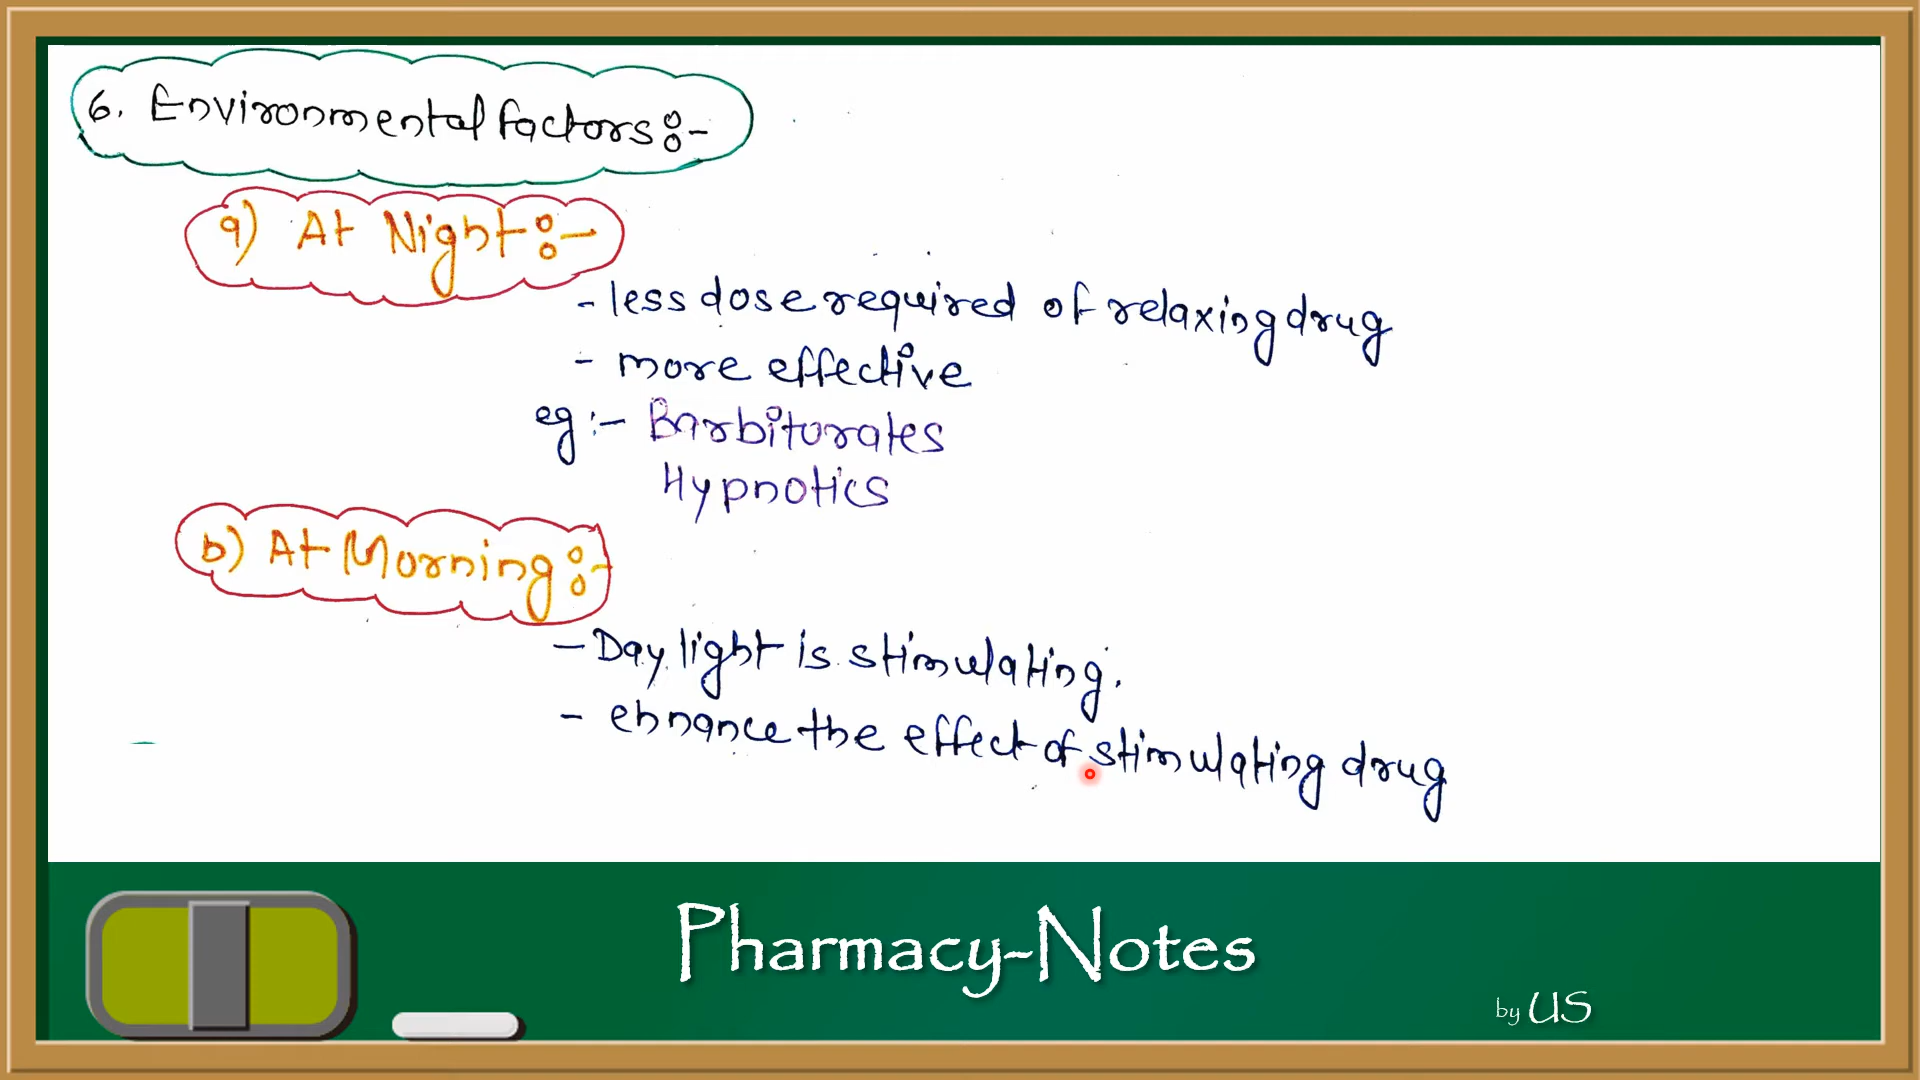 6. Environmental factors :-
a) At Night :-
- less dose required of relaxing drug
- more effective
eg :- Barbiturates
Hypnotics
b) At Morning :-
- Day light is stimulating.
- ehnance the effect of stimulating drug
Pharmacy-Notes
by US